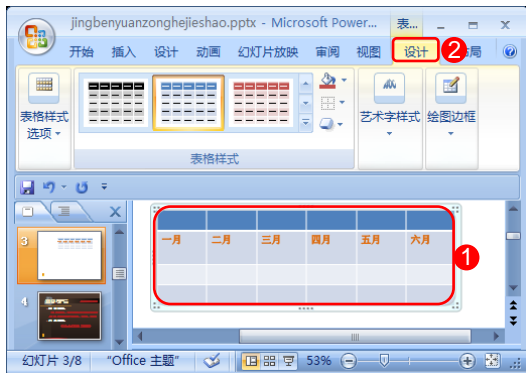 jingbenyuanzonghejieshao.pptx - Microsoft Pow... 表...
开始 插入 设计 动画 幻灯片放映 审阅 视图 设计 2 局
表格样式
选项
艺术字样式 绘图边框
表格样式
一月 二月 三月 四月 五月 六月
1
3
4
幻灯片 3/8 "Office 主题" 53%